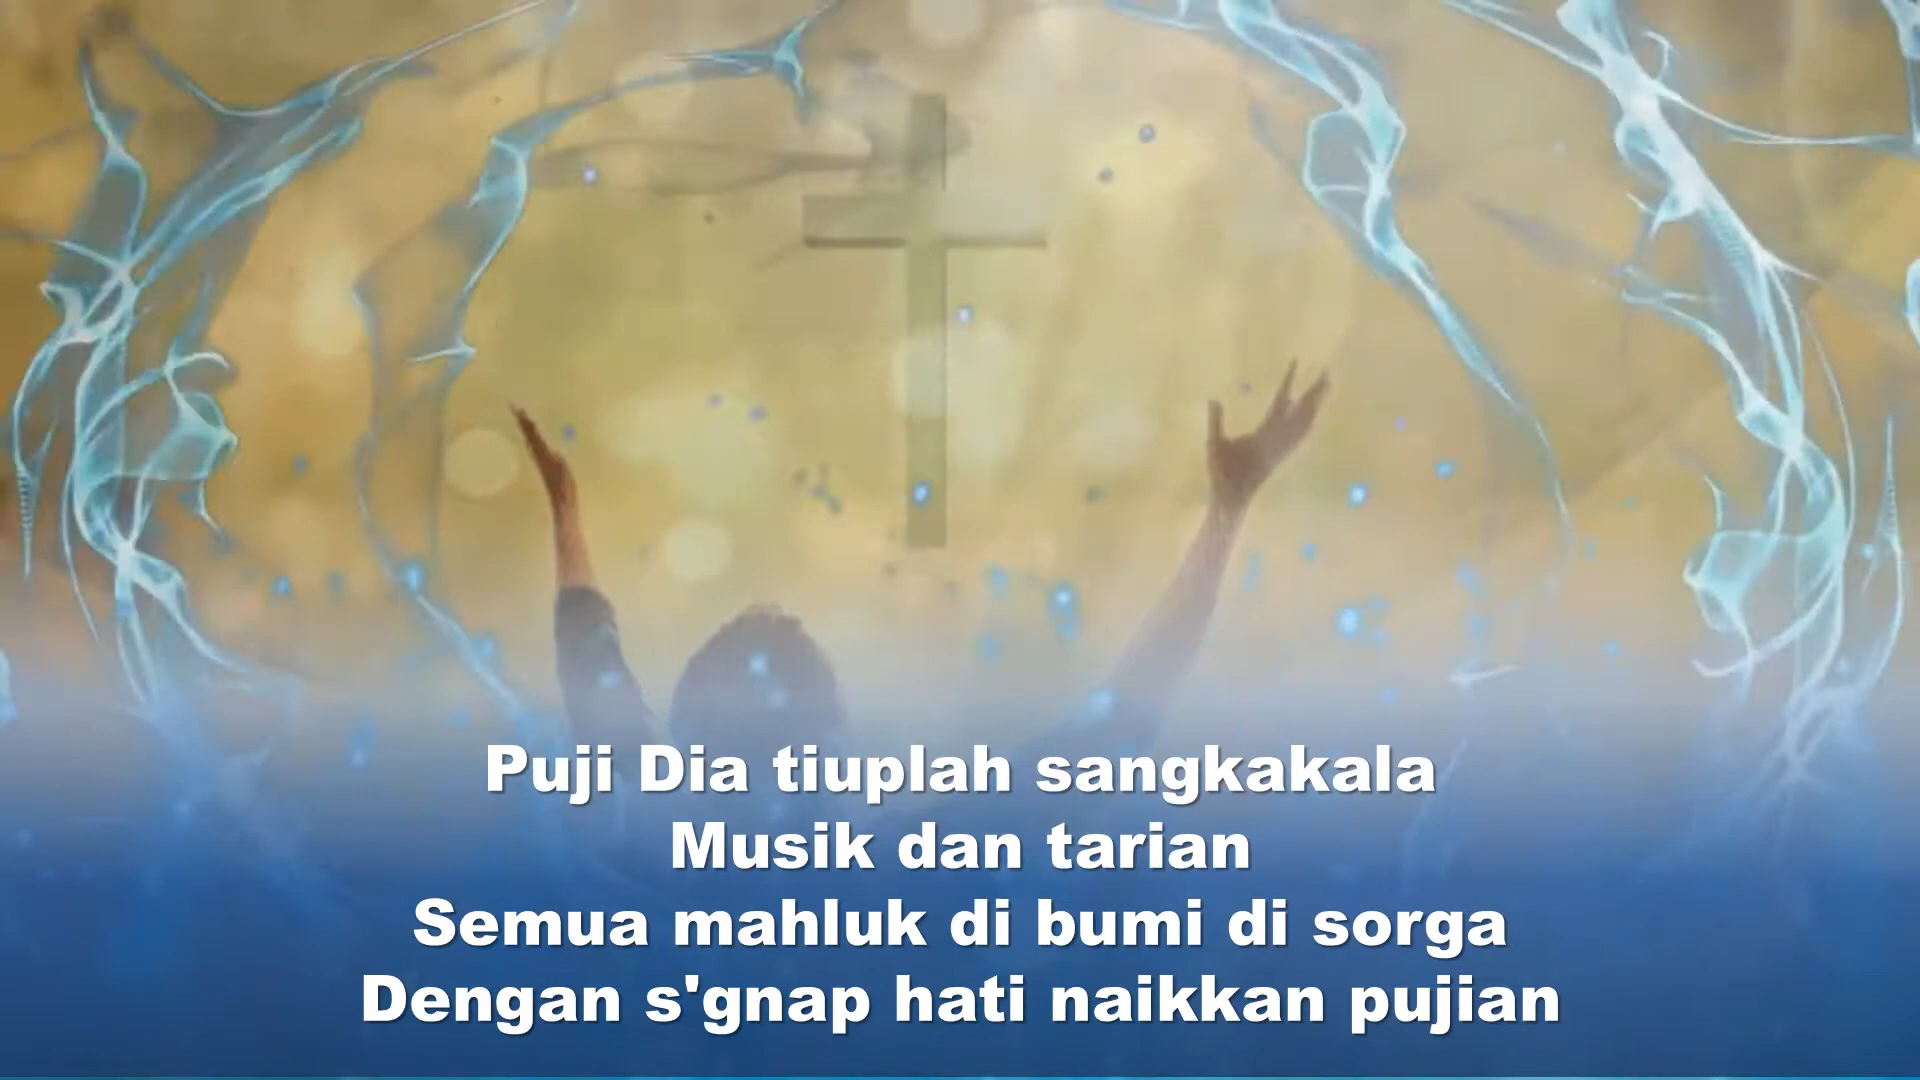 Puji Dia tiuplah sangkakala
Musik dan tarian
Semua mahluk di bumi di sorga
Dengan s'gnap hati naikkan pujian